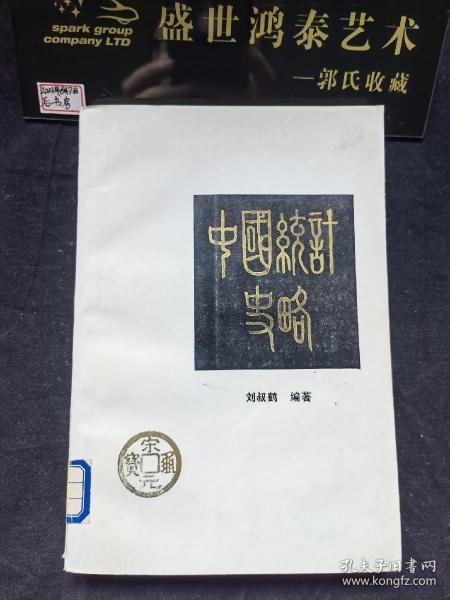 spark group
company LTD
盛世鸿泰艺术
—郭氏收藏
中國統計
史略
刘叔鹤 编著
宋元通寶
孔夫子旧书网
www.kongfz.com